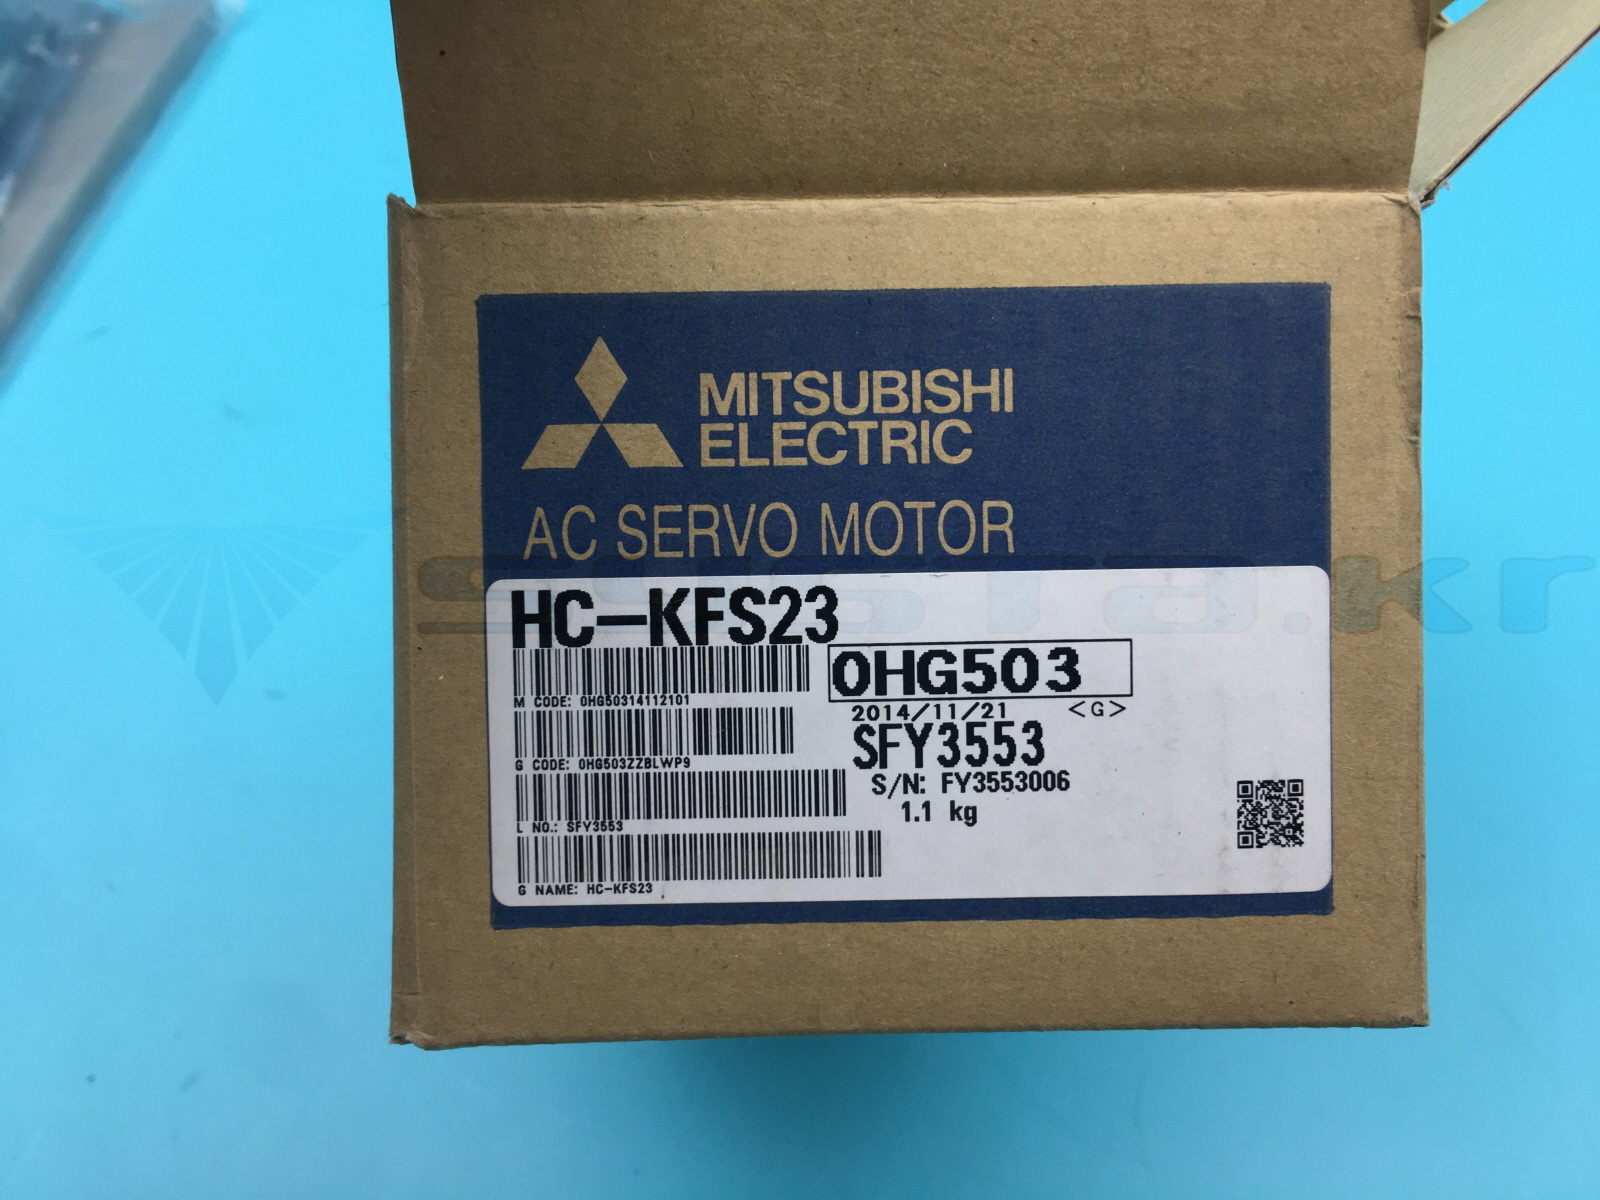 MITSUBISHI
ELECTRIC
AC SERVO MOTOR
HC-KFS23
0HG503
M CODE: 0HG50314112101
2014/11/21 <G>
SFY3553
G CODE: 0HG503ZZBLWP9
S/N: FY3553006
1.1 kg
L NO.: SFY3553
G NAME: HC-KFS23